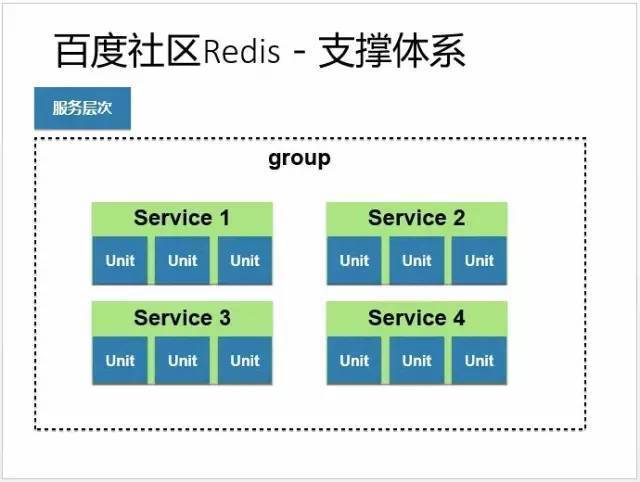 百度社区Redis - 支撑体系
服务层次
group
Service 1
Unit Unit Unit
Service 2
Unit Unit Unit
Service 3
Unit Unit Unit
Service 4
Unit Unit Unit